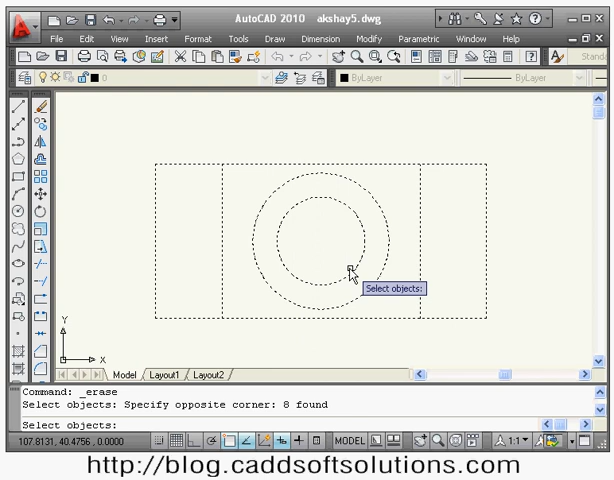 AutoCAD 2010 akshay5.dwg
File Edit View Insert Format Tools Draw Dimension Modify Parametric Window Help
0 ByLayer ByLayer
Select objects:
Y
X
Model Layout1 Layout2
Command: _erase
Select objects: Specify opposite corner: 8 found
Select objects:
107.8131, 40.4756, 0.0000 MODEL 1:1
http://blog.caddsoftsolutions.com